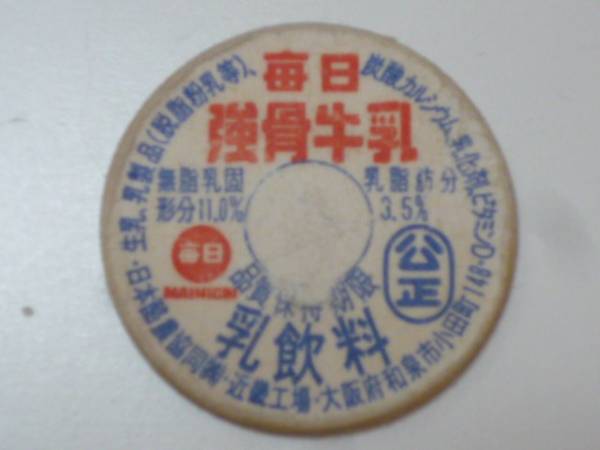 毎日
強骨牛乳
無脂乳固
形分11.0%
乳脂肪分
3.5%
毎日
MAINICHI
公正
品質保持期限
乳飲料
生乳、乳製品(脱脂粉乳等)、
炭酸カルシウム、乳化剤、ビタミンD
日本酪農協同㈱・近畿工場・大阪府和泉市小田町148